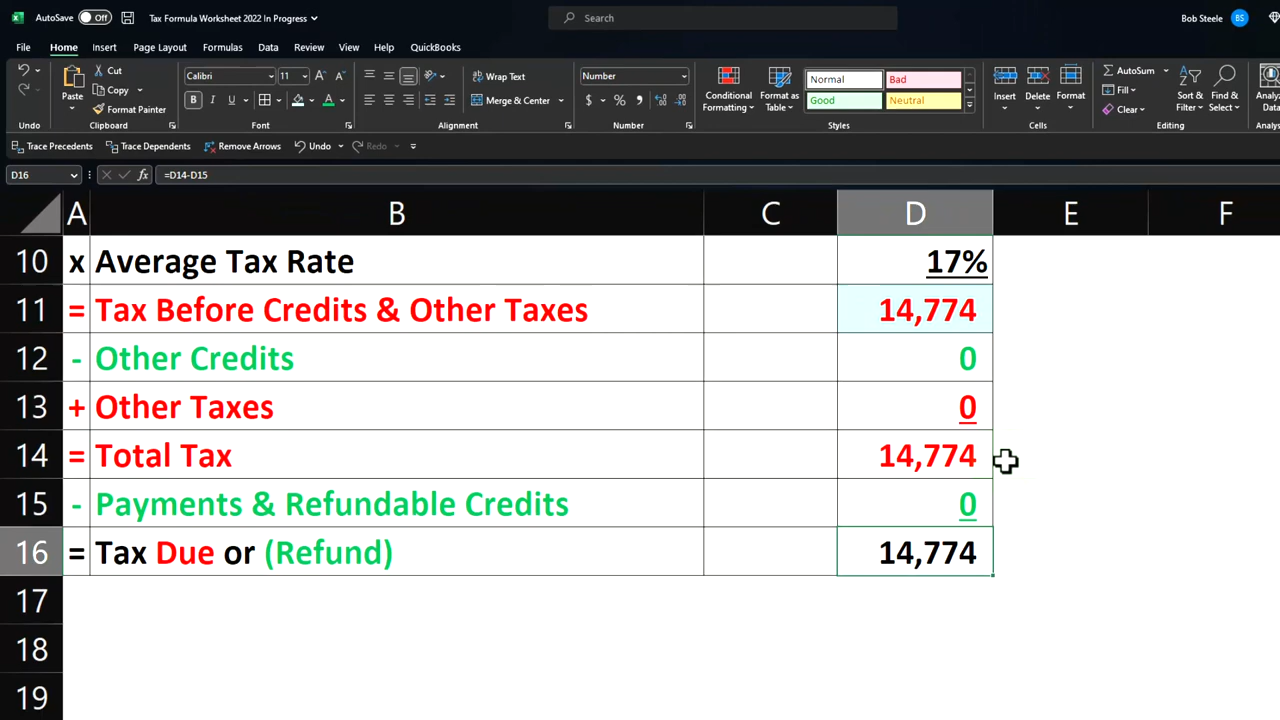 AutoSave Off Tax Formula Worksheet 2022 In Progress Search Bob Steele BS
File Home Insert Page Layout Formulas Data Review View Help QuickBooks
Paste Cut Copy Format Painter
Calibri 11 A A Wrap Text Number Normal Bad AutoSum
B I U A Merge & Center $ % Conditional Formatting Format as Table Good Neutral Insert Delete Format Fill Clear Sort & Filter Find & Select
Undo Clipboard Font Alignment Number Styles Cells Editing
Trace Precedents Trace Dependents Remove Arrows Undo Redo
D16 fx =D14-D15
A B C D E F
10 x Average Tax Rate 17%
11 = Tax Before Credits & Other Taxes 14,774
12 - Other Credits 0
13 + Other Taxes 0
14 = Total Tax 14,774
15 - Payments & Refundable Credits 0
16 = Tax Due or (Refund) 14,774
17
18
19